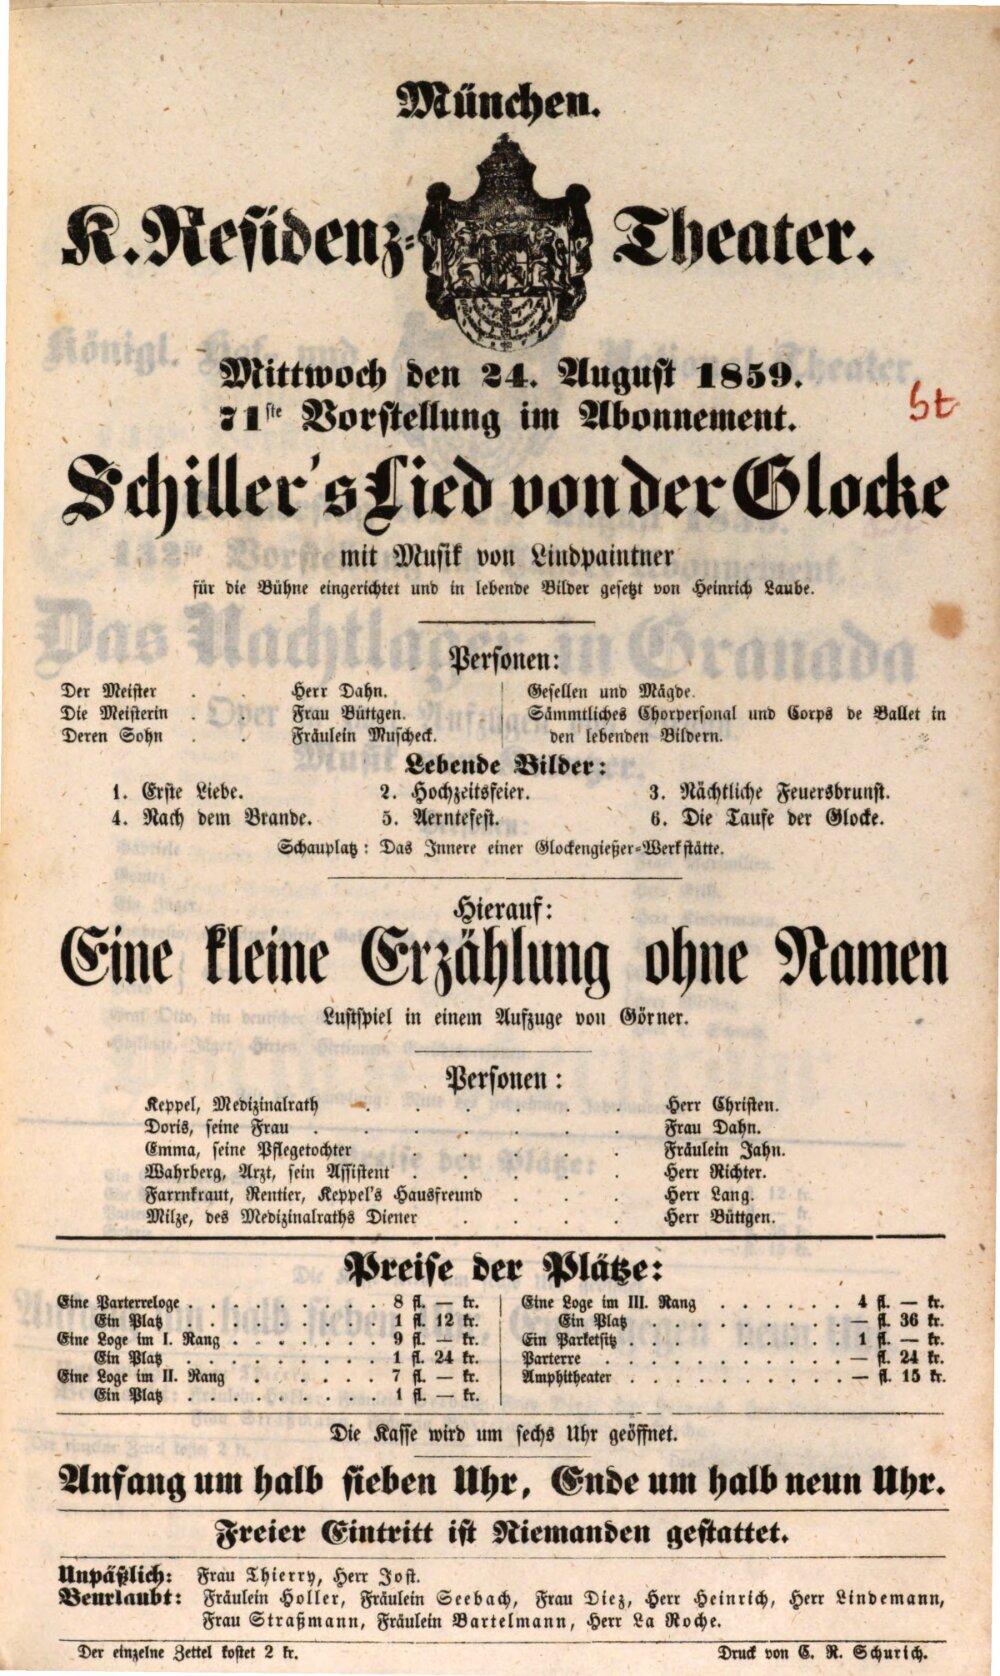 München.
K. Residenz-Theater.
Mittwoch den 24. August 1859.
71ste Vorstellung im Abonnement.
Schiller's Lied von der Glocke
mit Musik von Lindpaintner
für die Bühne eingerichtet und in lebende Bilder gesetzt von Heinrich Laube.
Personen:
Der Meister . . Herr Dahn.
Die Meisterin . . Frau Büttgen.
Deren Sohn . . Fräulein Muscheck.
Gesellen und Mägde.
Sämmtliches Chorpersonal und Corps de Ballet in
den lebenden Bildern.
Lebende Bilder:
1. Erste Liebe. 2. Hochzeitsfeier. 3. Nächtliche Feuersbrunst.
4. Nach dem Brande. 5. Aerntefest. 6. Die Taufe der Glocke.
Schauplatz: Das Innere einer Glockengießer-Werkstätte.
Hierauf:
Eine kleine Erzählung ohne Namen
Lustspiel in einem Aufzuge von Görner.
Personen:
Keppel, Medizinalrath . . . . . . Herr Christen.
Doris, seine Frau . . . . . . . Frau Dahn.
Emma, seine Pflegetochter . . . . . Fräulein Jahn.
Wahrberg, Arzt, sein Assistent . . . . . Herr Richter.
Farrnkraut, Rentier, Keppel's Hausfreund . . . Herr Lang.
Milze, des Medizinalraths Diener . . . . Herr Büttgen.
Preise der Plätze:
Eine Parterreloge . . . . . . . . . 8 fl. — kr.
Ein Platz . . . . . . . . . 1 fl. 12 kr.
Eine Loge im I. Rang . . . . . . . 9 fl. — kr.
Ein Platz . . . . . . . . . 1 fl. 24 kr.
Eine Loge im II. Rang . . . . . . 7 fl. — kr.
Ein Platz . . . . . . . . . 1 fl. — kr.
Eine Loge im III. Rang . . . . . . 4 fl. — kr.
Ein Platz . . . . . . . . — fl. 36 kr.
Ein Parketsitz . . . . . . . . . 1 fl. — kr.
Parterre . . . . . . . . . . — fl. 24 kr.
Amphitheater . . . . . . . . . — fl. 15 kr.
Die Kasse wird um sechs Uhr geöffnet.
Anfang um halb sieben Uhr, Ende um halb neun Uhr.
Freier Eintritt ist Niemanden gestattet.
Unpäßlich: Frau Thierry, Herr Jost.
Beurlaubt: Fräulein Holler, Fräulein Seebach, Frau Diez, Herr Heinrich, Herr Lindemann,
Frau Straßmann, Fräulein Bartelmann, Herr La Roche.
Der einzelne Zettel kostet 2 kr. Druck von C. R. Schurich.